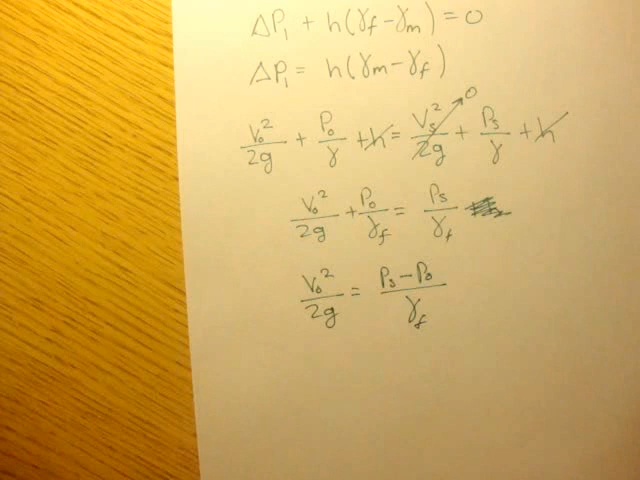 ΔP₁ + h(γf − γm) = 0
ΔP₁ = h(γm − γf)
V₀²/2g + P₀/γ + h = Vs²/2g → 0 + Ps/γ + h
V₀²/2g + P₀/γf = Ps/γf
V₀²/2g = (Ps − P₀)/γf